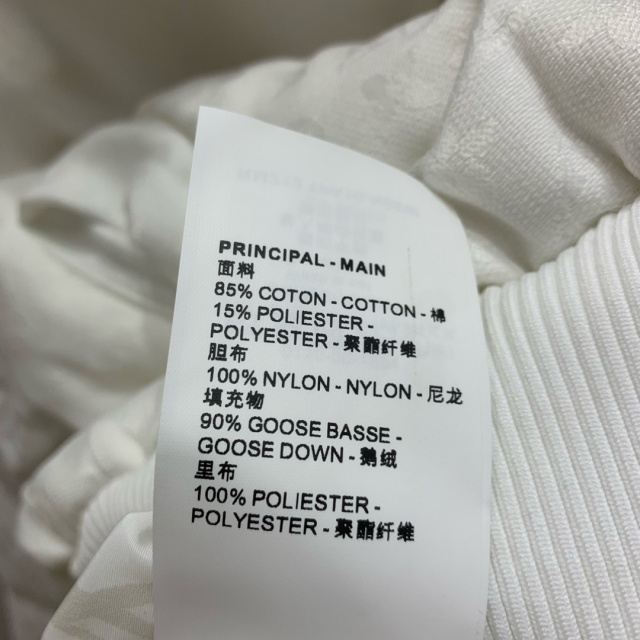 PRINCIPAL - MAIN
面料
85% COTON - COTTON - 棉
15% POLIESTER -
POLYESTER - 聚酯纤维
胆布
100% NYLON - NYLON - 尼龙
填充物
90% GOOSE BASSE -
GOOSE DOWN - 鹅绒
里布
100% POLIESTER -
POLYESTER - 聚酯纤维